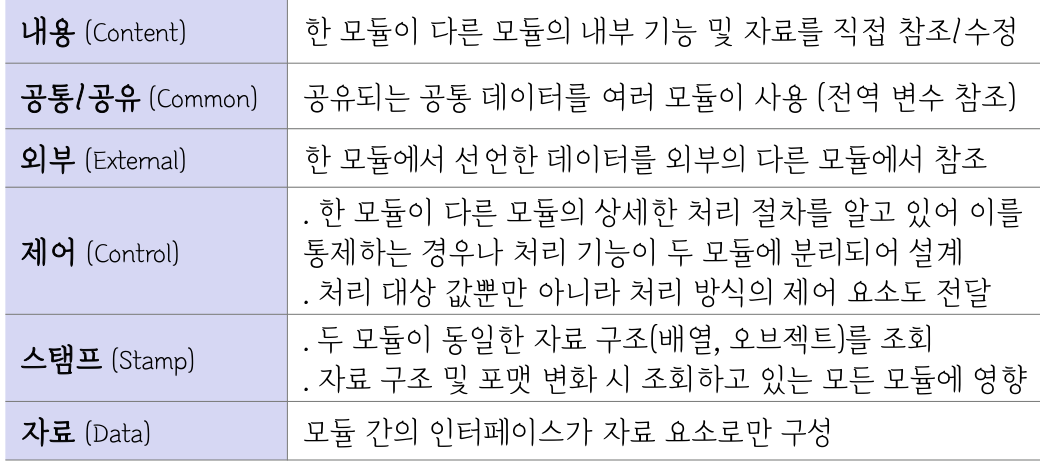 내용 (Content) 한 모듈이 다른 모듈의 내부 기능 및 자료를 직접 참조/수정
공통/공유 (Common) 공유되는 공통 데이터를 여러 모듈이 사용 (전역 변수 참조)
외부 (External) 한 모듈에서 선언한 데이터를 외부의 다른 모듈에서 참조
제어 (Control)
. 한 모듈이 다른 모듈의 상세한 처리 절차를 알고 있어 이를
통제하는 경우나 처리 기능이 두 모듈에 분리되어 설계
. 처리 대상 값뿐만 아니라 처리 방식의 제어 요소도 전달
스탬프 (Stamp)
. 두 모듈이 동일한 자료 구조(배열, 오브젝트)를 조회
. 자료 구조 및 포맷 변화 시 조회하고 있는 모든 모듈에 영향
자료 (Data) 모듈 간의 인터페이스가 자료 요소로만 구성